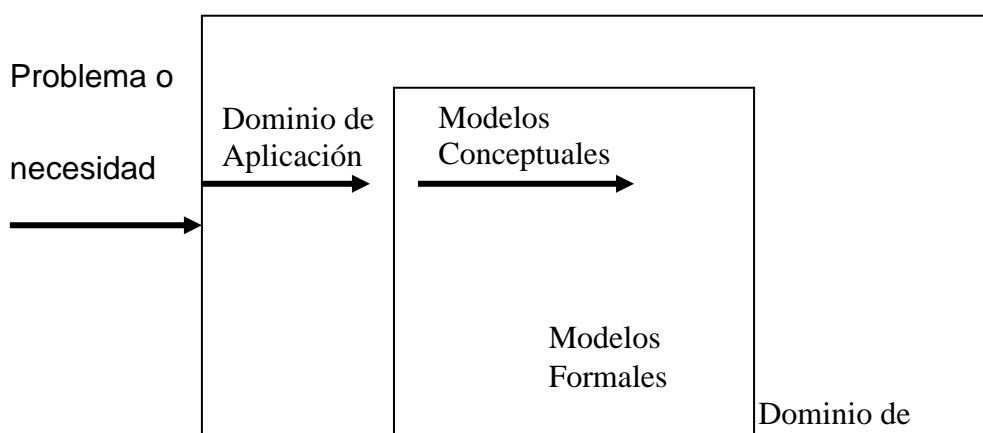 Problema o
necesidad
Dominio de
Aplicación
Modelos
Conceptuales
Modelos
Formales
Dominio de